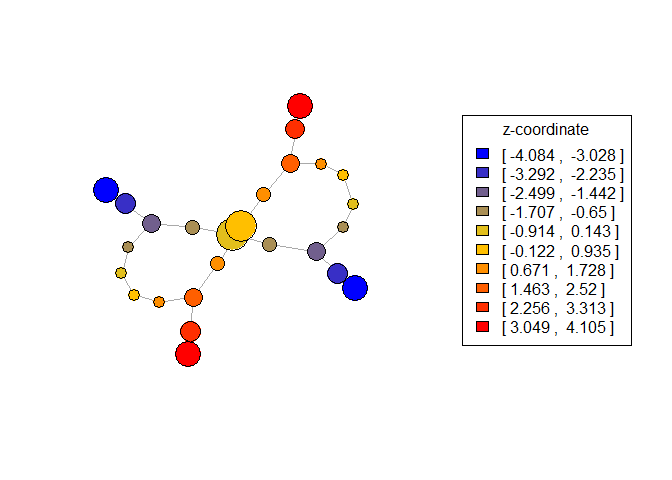 z-coordinate
[ -4.084 , -3.028 ]
[ -3.292 , -2.235 ]
[ -2.499 , -1.442 ]
[ -1.707 , -0.65 ]
[ -0.914 , 0.143 ]
[ -0.122 , 0.935 ]
[ 0.671 , 1.728 ]
[ 1.463 , 2.52 ]
[ 2.256 , 3.313 ]
[ 3.049 , 4.105 ]